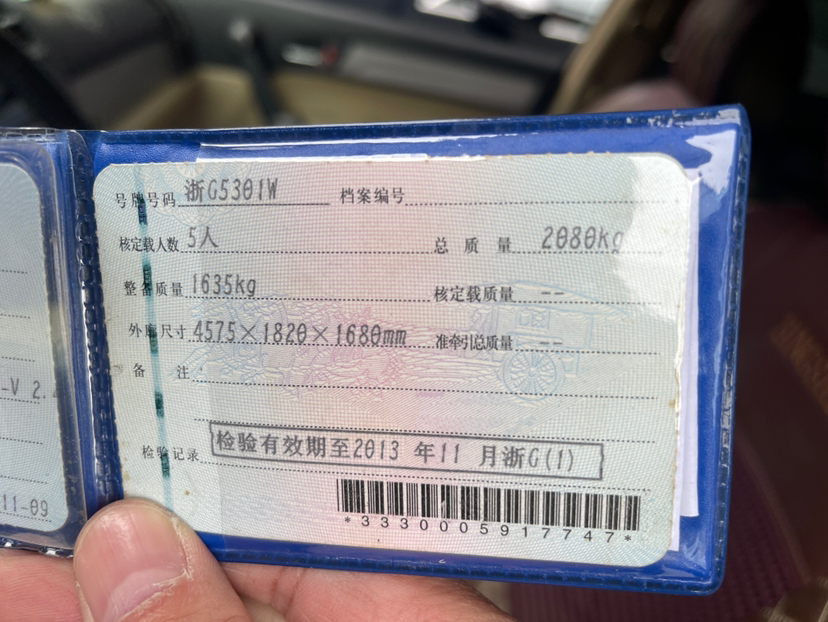 号牌号码 浙G5301W 档案编号
核定载人数 5人 总质量 2080kg
整备质量 1635kg 核定载质量 --
外廓尺寸 4575×1820×1680mm 准牵引总质量 --
备注
检验记录 检验有效期至2013 年11 月浙G(1)
*3330005917747*
-V 2.
11-09